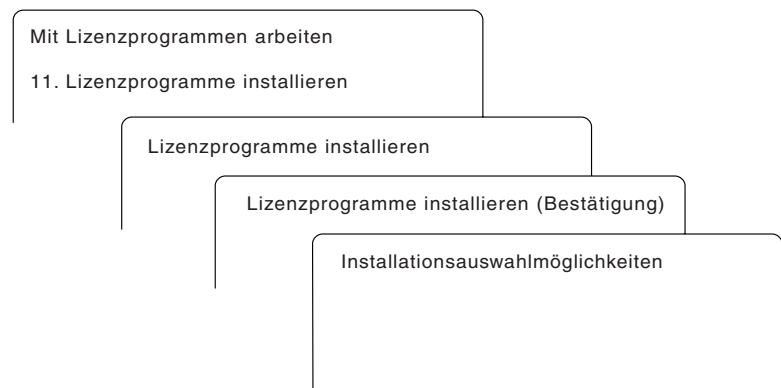 Mit Lizenzprogrammen arbeiten
11. Lizenzprogramme installieren
Lizenzprogramme installieren
Lizenzprogramme installieren (Bestätigung)
Installationsauswahlmöglichkeiten